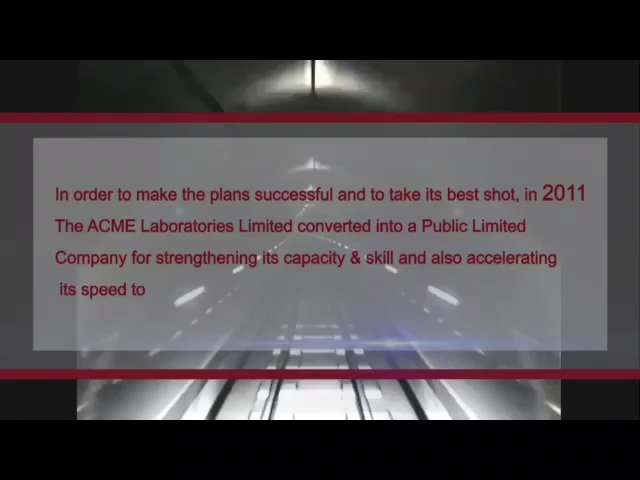 In order to make the plans successful and to take its best shot, in 2011
The ACME Laboratories Limited converted into a Public Limited
Company for strengthening its capacity & skill and also accelerating
its speed to